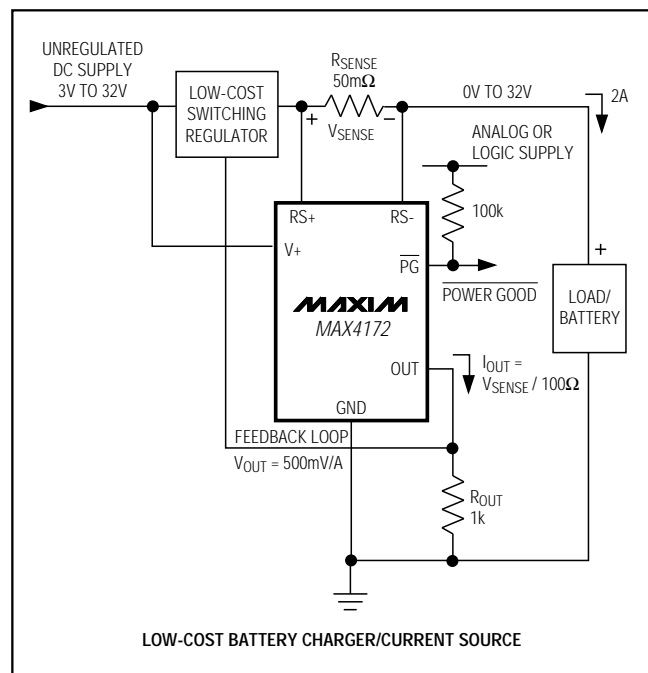 UNREGULATED
DC SUPPLY
3V TO 32V
LOW-COST
SWITCHING
REGULATOR
RSENSE
50mΩ
+
VSENSE
-
0V TO 32V
2A
ANALOG OR
LOGIC SUPPLY
100k
RS+
RS-
V+
PG
POWER GOOD
MAXIM
MAX4172
+
LOAD/
BATTERY
OUT
IOUT =
VSENSE / 100Ω
GND
FEEDBACK LOOP
VOUT = 500mV/A
ROUT
1k
LOW-COST BATTERY CHARGER/CURRENT SOURCE